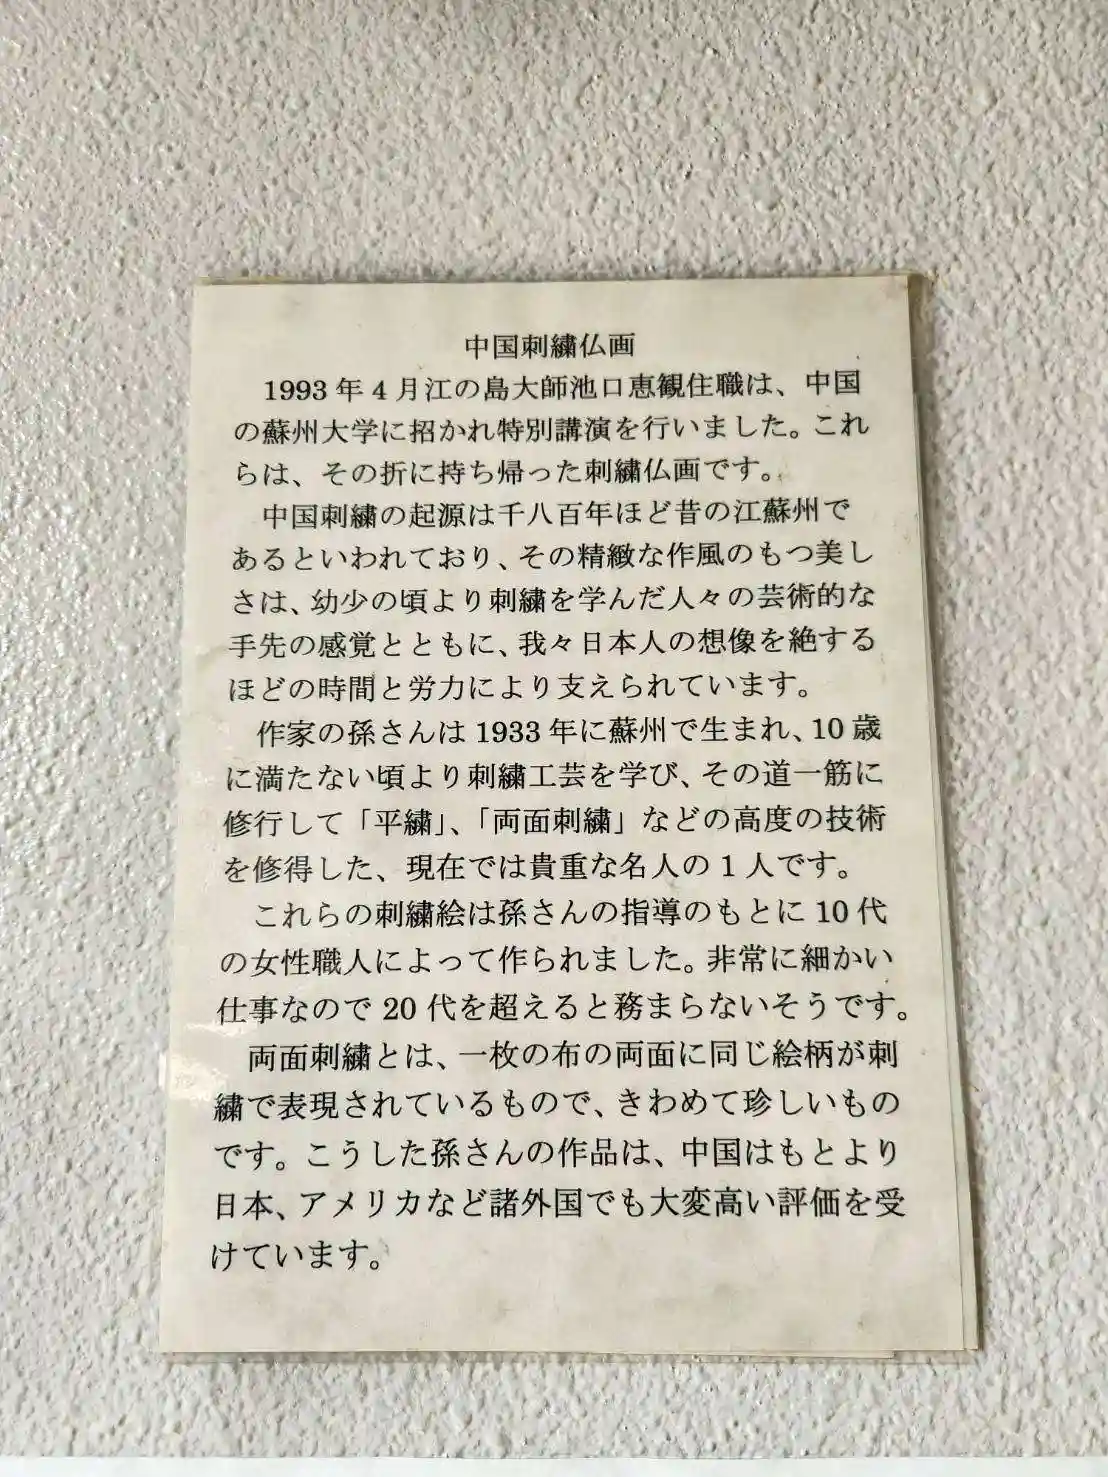 中国刺繍仏画
1993年4月江の島大師池口恵観住職は、中国
の蘇州大学に招かれ特別講演を行いました。これ
らは、その折に持ち帰った刺繍仏画です。
中国刺繍の起源は千八百年ほど昔の江蘇州で
あるといわれており、その精緻な作風のもつ美し
さは、幼少の頃より刺繍を学んだ人々の芸術的な
手先の感覚とともに、我々日本人の想像を絶する
ほどの時間と労力により支えられています。
作家の孫さんは1933年に蘇州で生まれ、10歳
に満たない頃より刺繍工芸を学び、その道一筋に
修行して「平繍」、「両面刺繍」などの高度の技術
を修得した、現在では貴重な名人の1人です。
これらの刺繍絵は孫さんの指導のもとに10代
の女性職人によって作られました。非常に細かい
仕事なので20代を超えると務まらないそうです。
両面刺繍とは、一枚の布の両面に同じ絵柄が刺
繍で表現されているもので、きわめて珍しいもの
です。こうした孫さんの作品は、中国はもとより
日本、アメリカなど諸外国でも大変高い評価を受
けています。